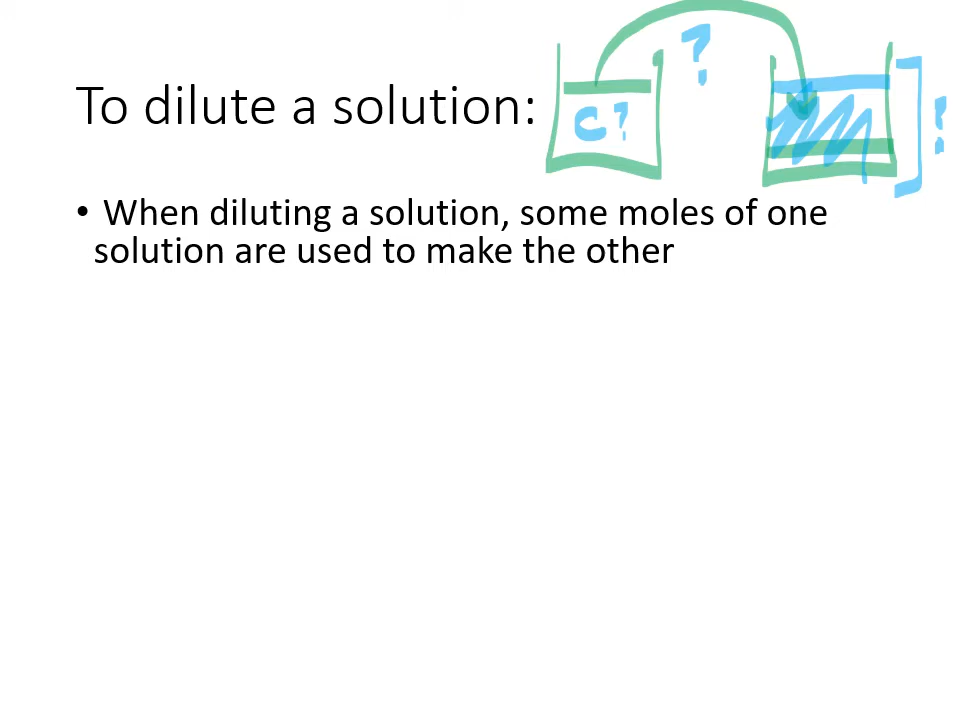 To dilute a solution:
c?
?
?
• When diluting a solution, some moles of one
solution are used to make the other